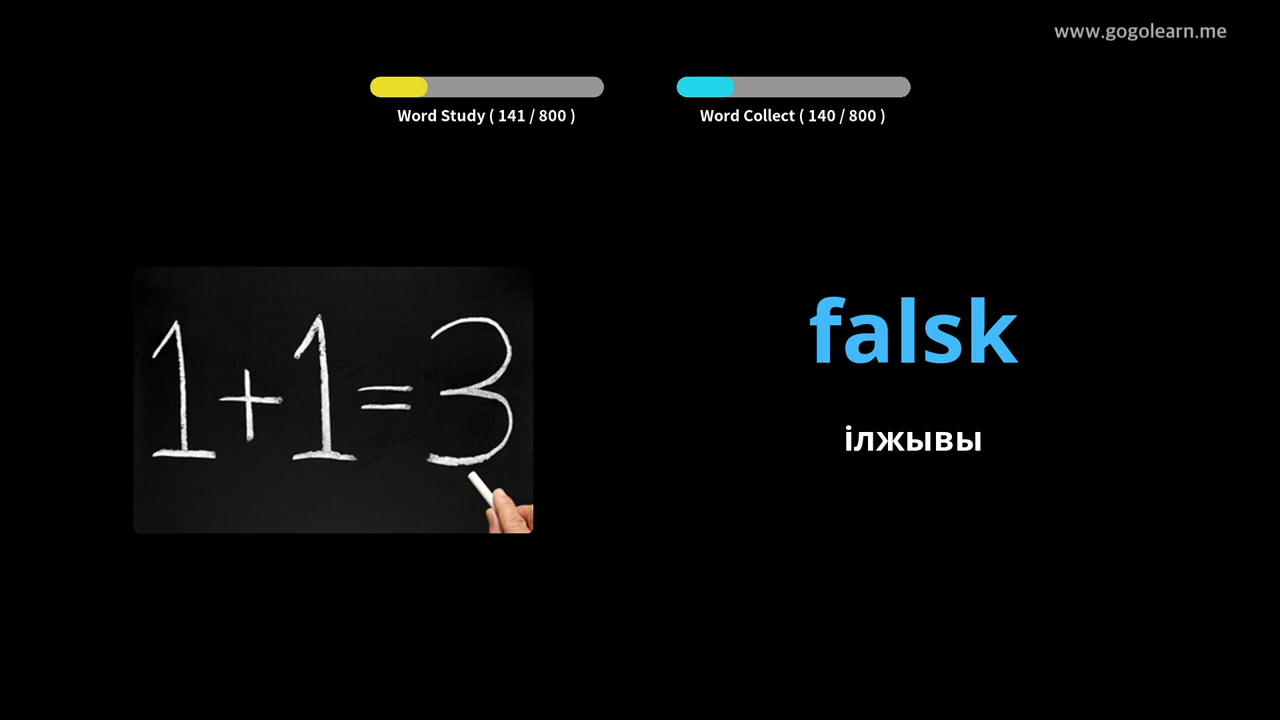 www.gogolearn.me
Word Study ( 141 / 800 )
Word Collect ( 140 / 800 )
1+1=3
falsk
ілжывы